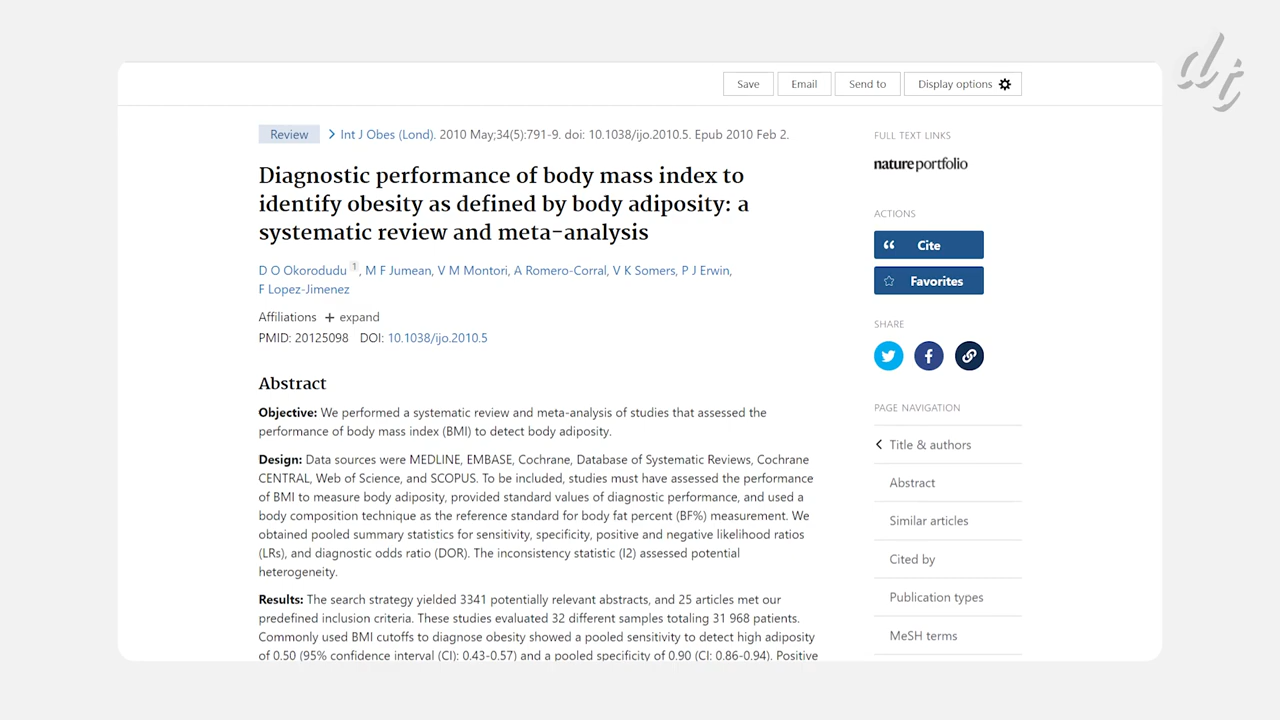 dt
Save Email Send to Display options
Review Int J Obes (Lond). 2010 May;34(5):791-9. doi: 10.1038/ijo.2010.5. Epub 2010 Feb 2.
Diagnostic performance of body mass index to
identify obesity as defined by body adiposity: a
systematic review and meta-analysis
D O Okorodudu 1, M F Jumean, V M Montori, A Romero-Corral, V K Somers, P J Erwin,
F Lopez-Jimenez
Affiliations + expand
PMID: 20125098 DOI: 10.1038/ijo.2010.5
Abstract
Objective: We performed a systematic review and meta-analysis of studies that assessed the
performance of body mass index (BMI) to detect body adiposity.
Design: Data sources were MEDLINE, EMBASE, Cochrane, Database of Systematic Reviews, Cochrane
CENTRAL, Web of Science, and SCOPUS. To be included, studies must have assessed the performance
of BMI to measure body adiposity, provided standard values of diagnostic performance, and used a
body composition technique as the reference standard for body fat percent (BF%) measurement. We
obtained pooled summary statistics for sensitivity, specificity, positive and negative likelihood ratios
(LRs), and diagnostic odds ratio (DOR). The inconsistency statistic (I2) assessed potential
heterogeneity.
Results: The search strategy yielded 3341 potentially relevant abstracts, and 25 articles met our
predefined inclusion criteria. These studies evaluated 32 different samples totaling 31 968 patients.
Commonly used BMI cutoffs to diagnose obesity showed a pooled sensitivity to detect high adiposity
of 0.50 (95% confidence interval (CI): 0.43-0.57) and a pooled specificity of 0.90 (CI: 0.86-0.94). Positive
FULL TEXT LINKS
nature portfolio
ACTIONS
Cite
Favorites
SHARE
PAGE NAVIGATION
Title & authors
Abstract
Similar articles
Cited by
Publication types
MeSH terms